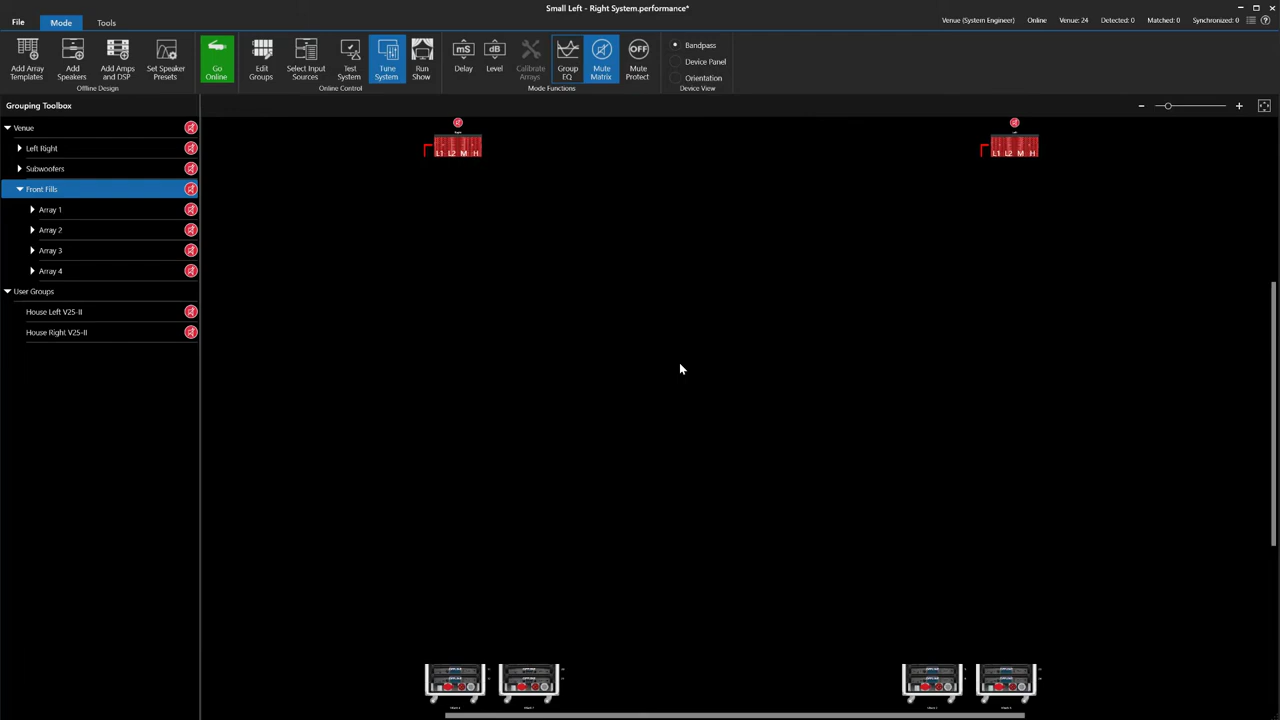 Small Left - Right System.performance*
File
Mode
Tools
Venue (System Engineer)
Online
Venue: 24
Detected: 0
Matched: 0
Synchronized: 0
Add Array Templates
Add Speakers
Add Amps and DSP
Set Speaker Presets
Offline Design
Go Online
Edit Groups
Select Input Sources
Test System
Tune System
Run Show
Online Control
mS
Delay
dB
Level
Calibrate Arrays
Group EQ
Mute Matrix
OFF
Mute Protect
Mode Functions
Bandpass
Device Panel
Orientation
Device View
Grouping Toolbox
Venue
Left Right
Subwoofers
Front Fills
Array 1
Array 2
Array 3
Array 4
User Groups
House Left V25-II
House Right V25-II
Right
L1 L2 M H
Left
L1 L2 M H